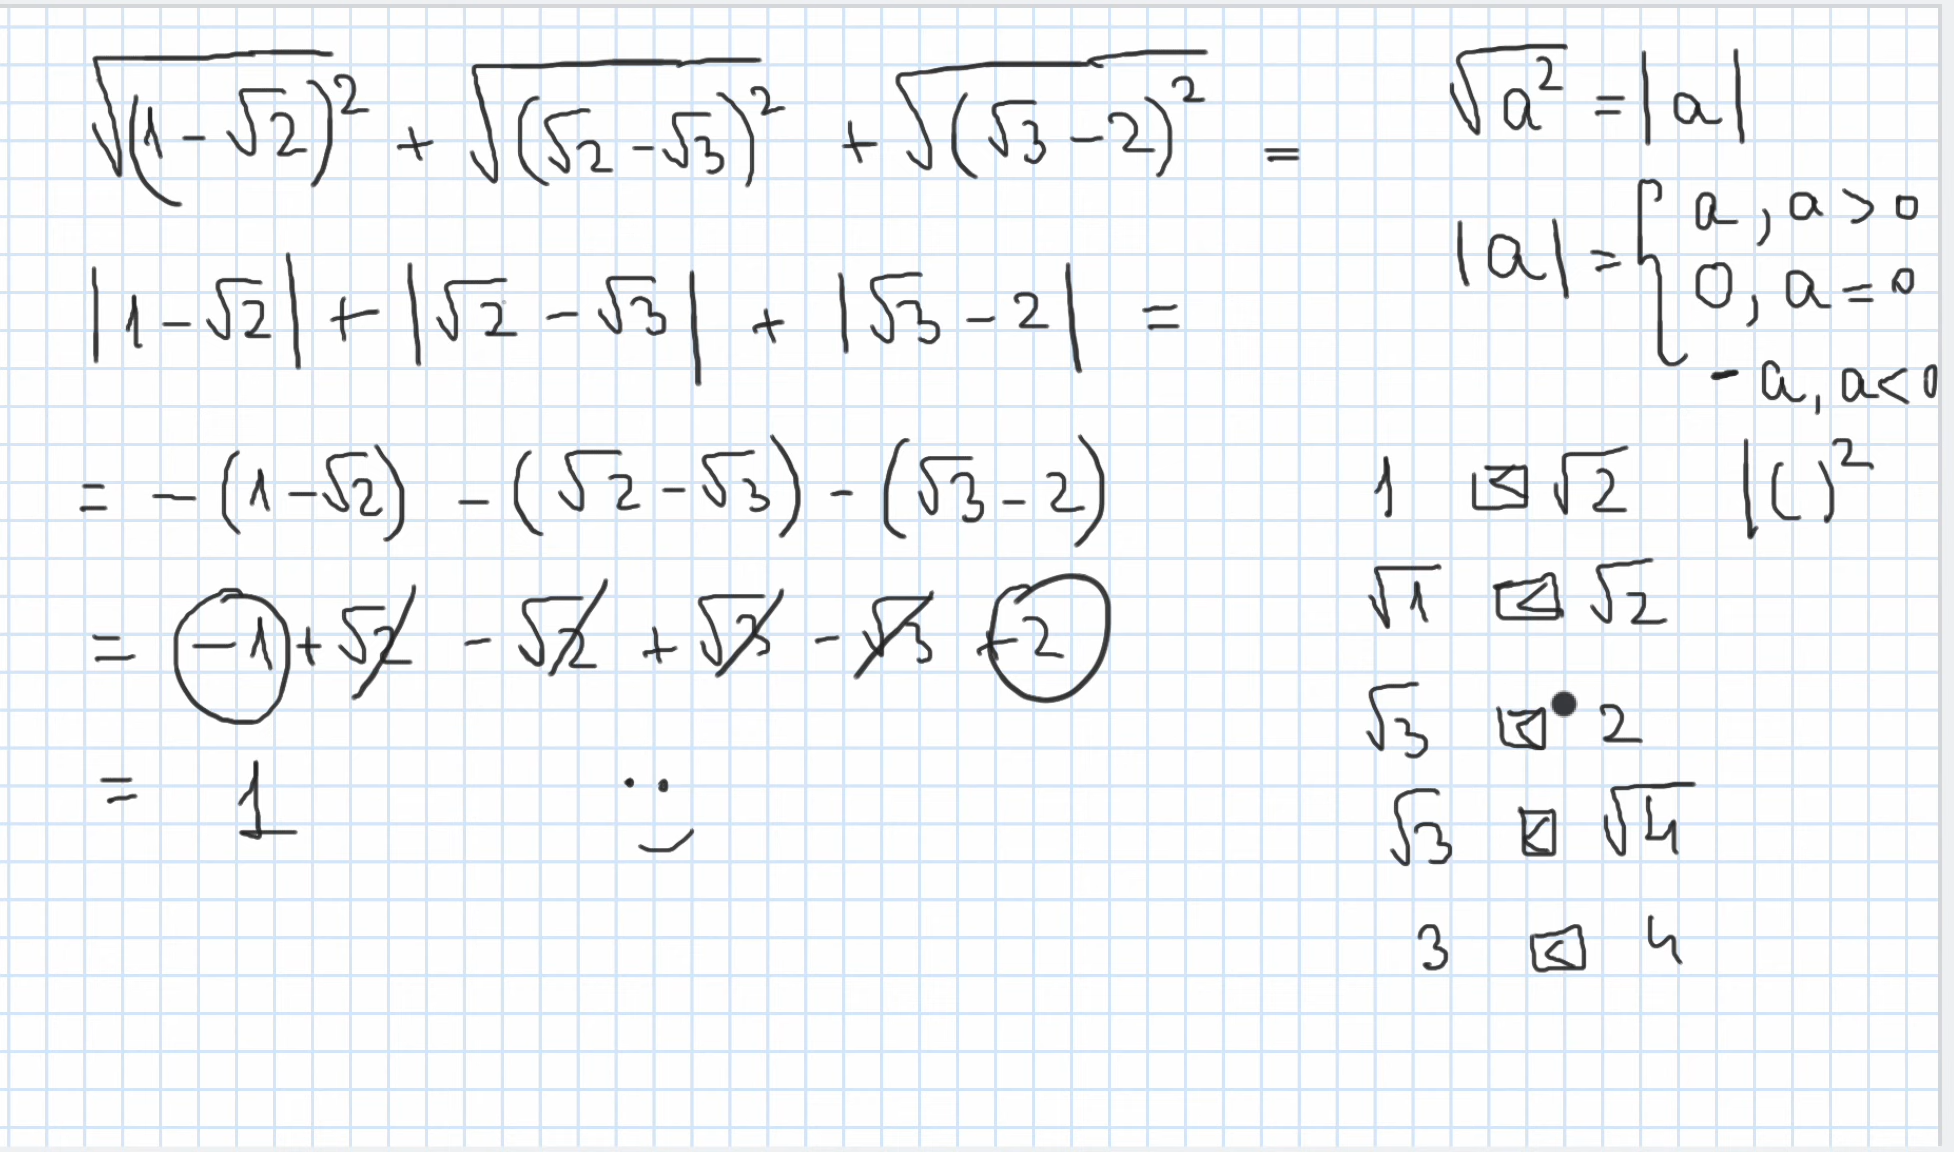 √(1-√2)² + √(√2-√3)² + √(√3-2)² =
|1-√2| + |√2-√3| + |√3-2| =
= -(1-√2) -(√2-√3) -(√3-2)
= -1+√2 -√2 +√3 -√3 +2
= 1
√a² = |a|
|a| = { a, a>0
0, a=0
-a, a<0
1 < √2 |( )²
√1 < √2
√3 < 2
√3 < √4
3 < 4